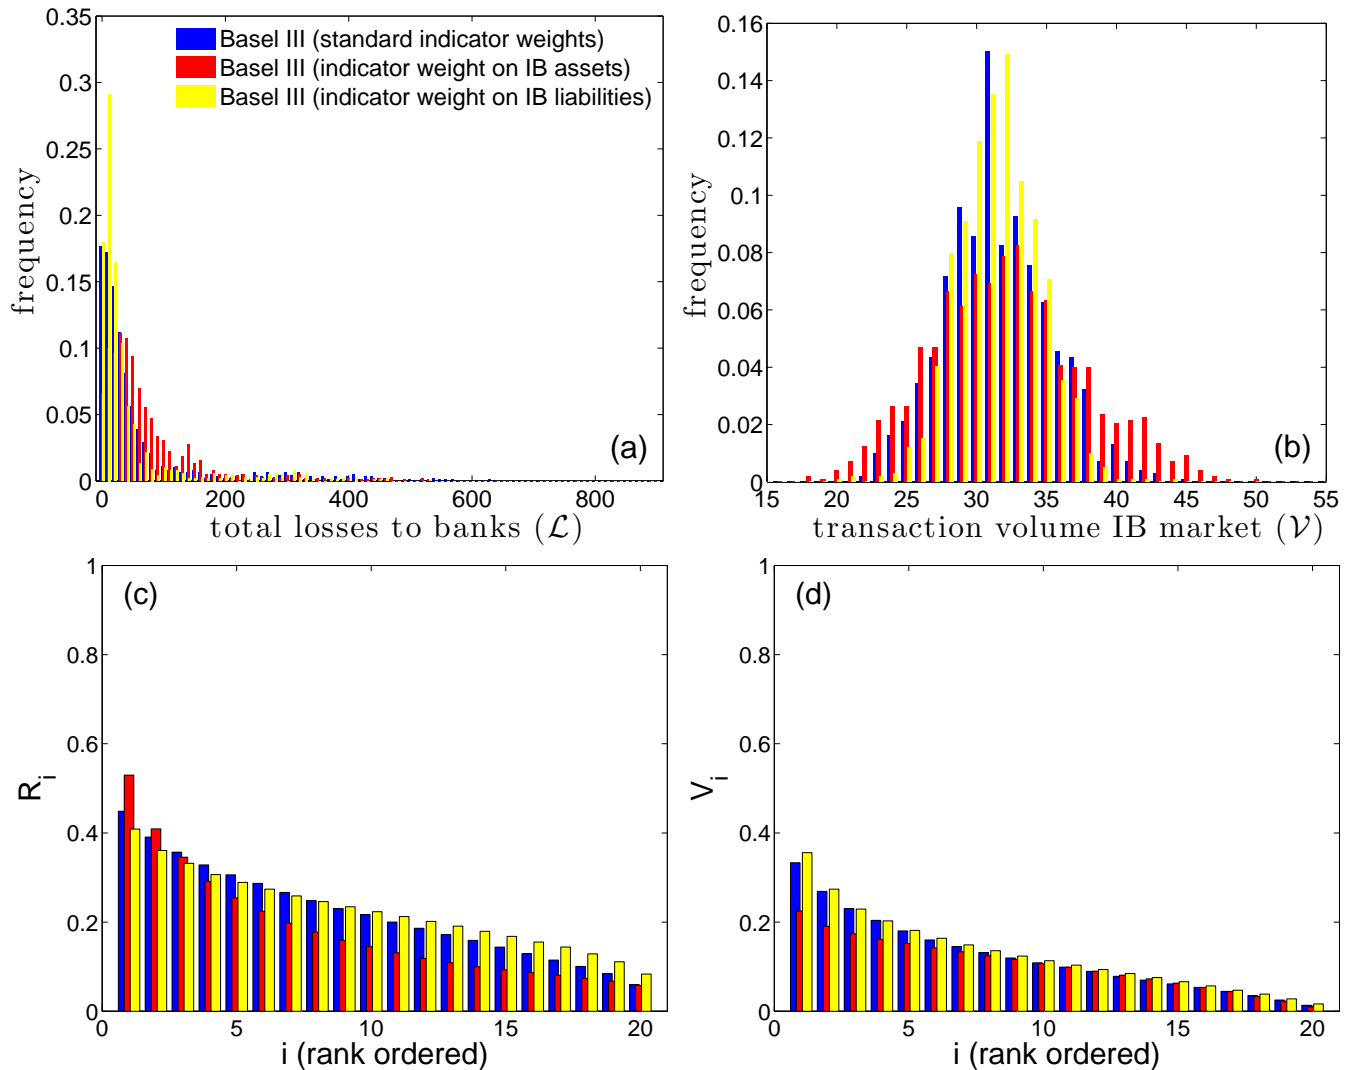 0.35
0.3
0.25
0.2
0.15
0.1
0.05
0
frequency
Basel III (standard indicator weights)
Basel III (indicator weight on IB assets)
Basel III (indicator weight on IB liabilities)
(a)
0 200 400 600 800
total losses to banks (ℒ)
0.16
0.14
0.12
0.1
0.08
0.06
0.04
0.02
0
frequency
(b)
15 20 25 30 35 40 45 50 55
transaction volume IB market (𝒱)
1
0.8
0.6
0.4
0.2
0
R_i
(c)
0 5 10 15 20
i (rank ordered)
1
0.8
0.6
0.4
0.2
0
V_i
(d)
0 5 10 15 20
i (rank ordered)